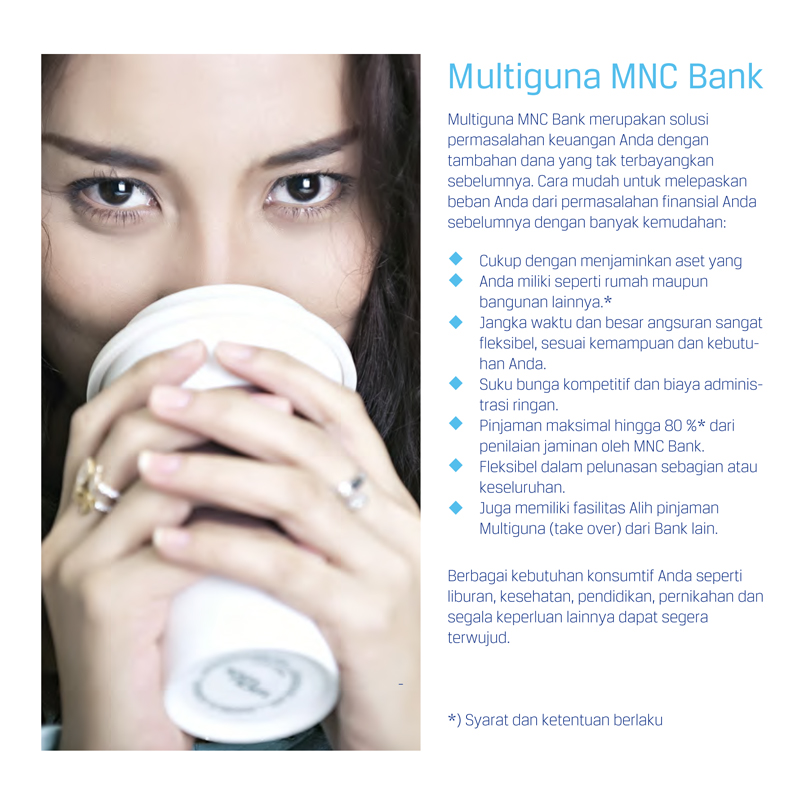 Multiguna MNC Bank
Multiguna MNC Bank merupakan solusi
permasalahan keuangan Anda dengan
tambahan dana yang tak terbayangkan
sebelumnya. Cara mudah untuk melepaskan
beban Anda dari permasalahan finansial Anda
sebelumnya dengan banyak kemudahan:
Cukup dengan menjaminkan aset yang
Anda miliki seperti rumah maupun
bangunan lainnya.*
Jangka waktu dan besar angsuran sangat
fleksibel, sesuai kemampuan dan kebutu-
han Anda.
Suku bunga kompetitif dan biaya adminis-
trasi ringan.
Pinjaman maksimal hingga 80 %* dari
penilaian jaminan oleh MNC Bank.
Fleksibel dalam pelunasan sebagian atau
keseluruhan.
Juga memiliki fasilitas Alih pinjaman
Multiguna (take over) dari Bank lain.
Berbagai kebutuhan konsumtif Anda seperti
liburan, kesehatan, pendidikan, pernikahan dan
segala keperluan lainnya dapat segera
terwujud.
*) Syarat dan ketentuan berlaku